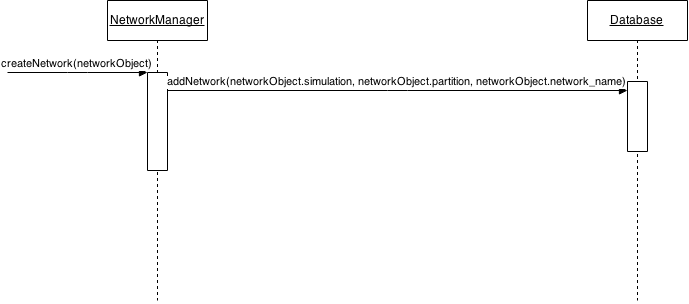 NetworkManager
Database
createNetwork(networkObject)
addNetwork(networkObject.simulation, networkObject.partition, networkObject.network_name)